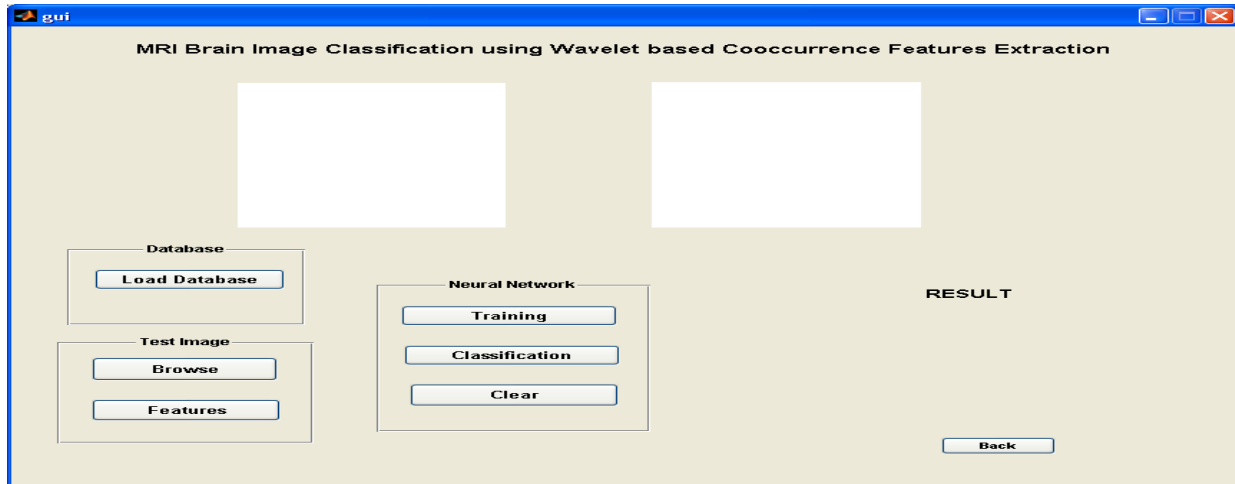 gui
MRI Brain Image Classification using Wavelet based Cooccurrence Features Extraction
Database
Load Database
Test Image
Browse
Features
Neural Network
Training
Classification
Clear
RESULT
Back